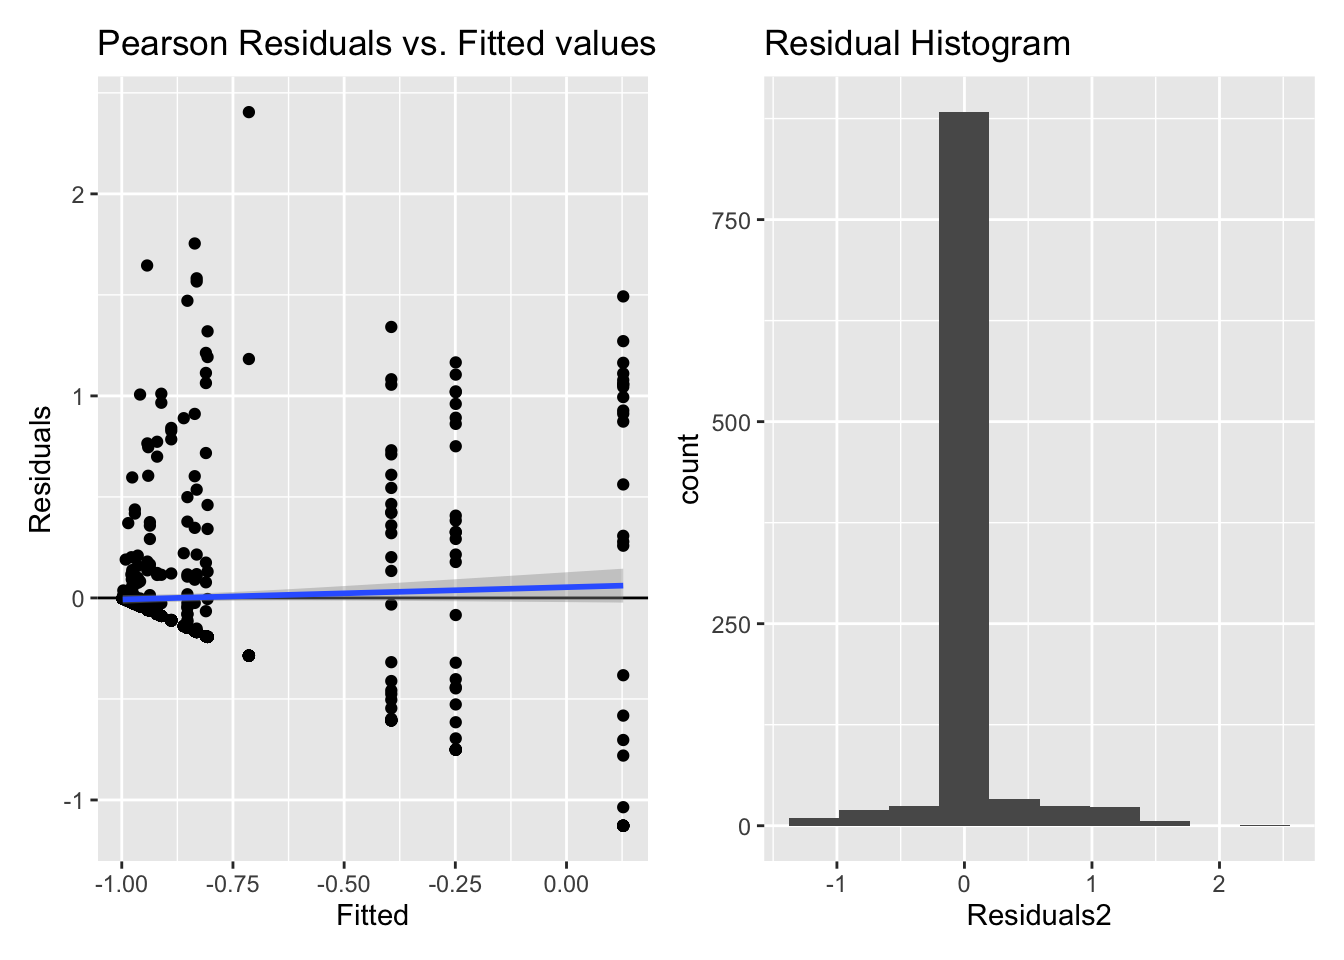 Pearson Residuals vs. Fitted values
Residuals
2
1
0
-1
-1.00 -0.75 -0.50 -0.25 0.00
Fitted
Residual Histogram
count
750
500
250
0
-1 0 1 2
Residuals2